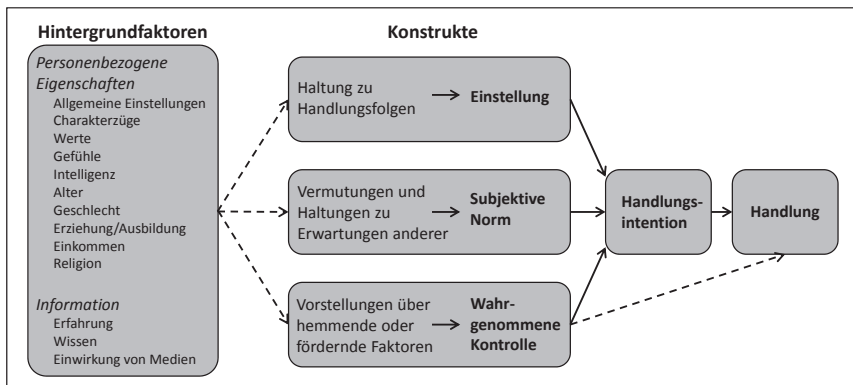 Hintergrundfaktoren
Personenbezogene
Eigenschaften
Allgemeine Einstellungen
Charakterzüge
Werte
Gefühle
Intelligenz
Alter
Geschlecht
Erziehung/Ausbildung
Einkommen
Religion
Information
Erfahrung
Wissen
Einwirkung von Medien
Konstrukte
Haltung zu
Handlungsfolgen
Einstellung
Vermutungen und
Haltungen zu
Erwartungen anderer
Subjektive
Norm
Vorstellungen über
hemmende oder
fördernde Faktoren
Wahr-
genommene
Kontrolle
Handlungs-
intention
Handlung